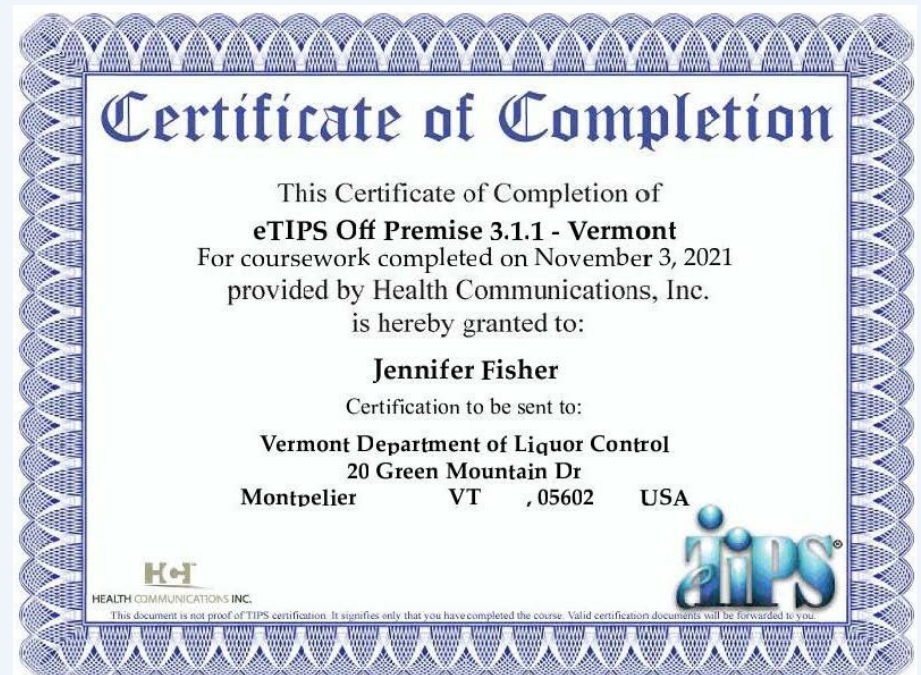 Certificate of Completion
This Certificate of Completion of
eTIPS Off Premise 3.1.1 - Vermont
For coursework completed on November 3, 2021
provided by Health Communications, Inc.
is hereby granted to:
Jennifer Fisher
Certification to be sent to:
Vermont Department of Liquor Control
20 Green Mountain Dr
Montpelier VT , 05602 USA
eTIPS®
HCI
HEALTH COMMUNICATIONS INC.
This document is not proof of TIPS certification. It signifies only that you have completed the course. Valid certification documents will be forwarded to you.